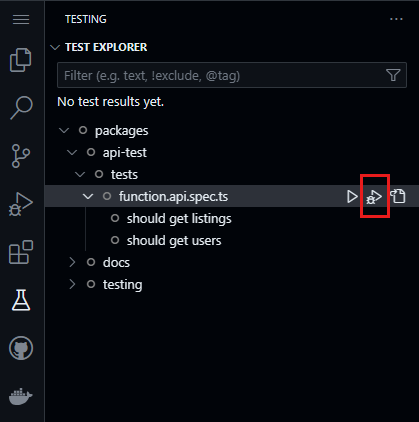 TESTING
TEST EXPLORER
Filter (e.g. text, !exclude, @tag)
No test results yet.
packages
api-test
tests
function.api.spec.ts
should get listings
should get users
docs
testing